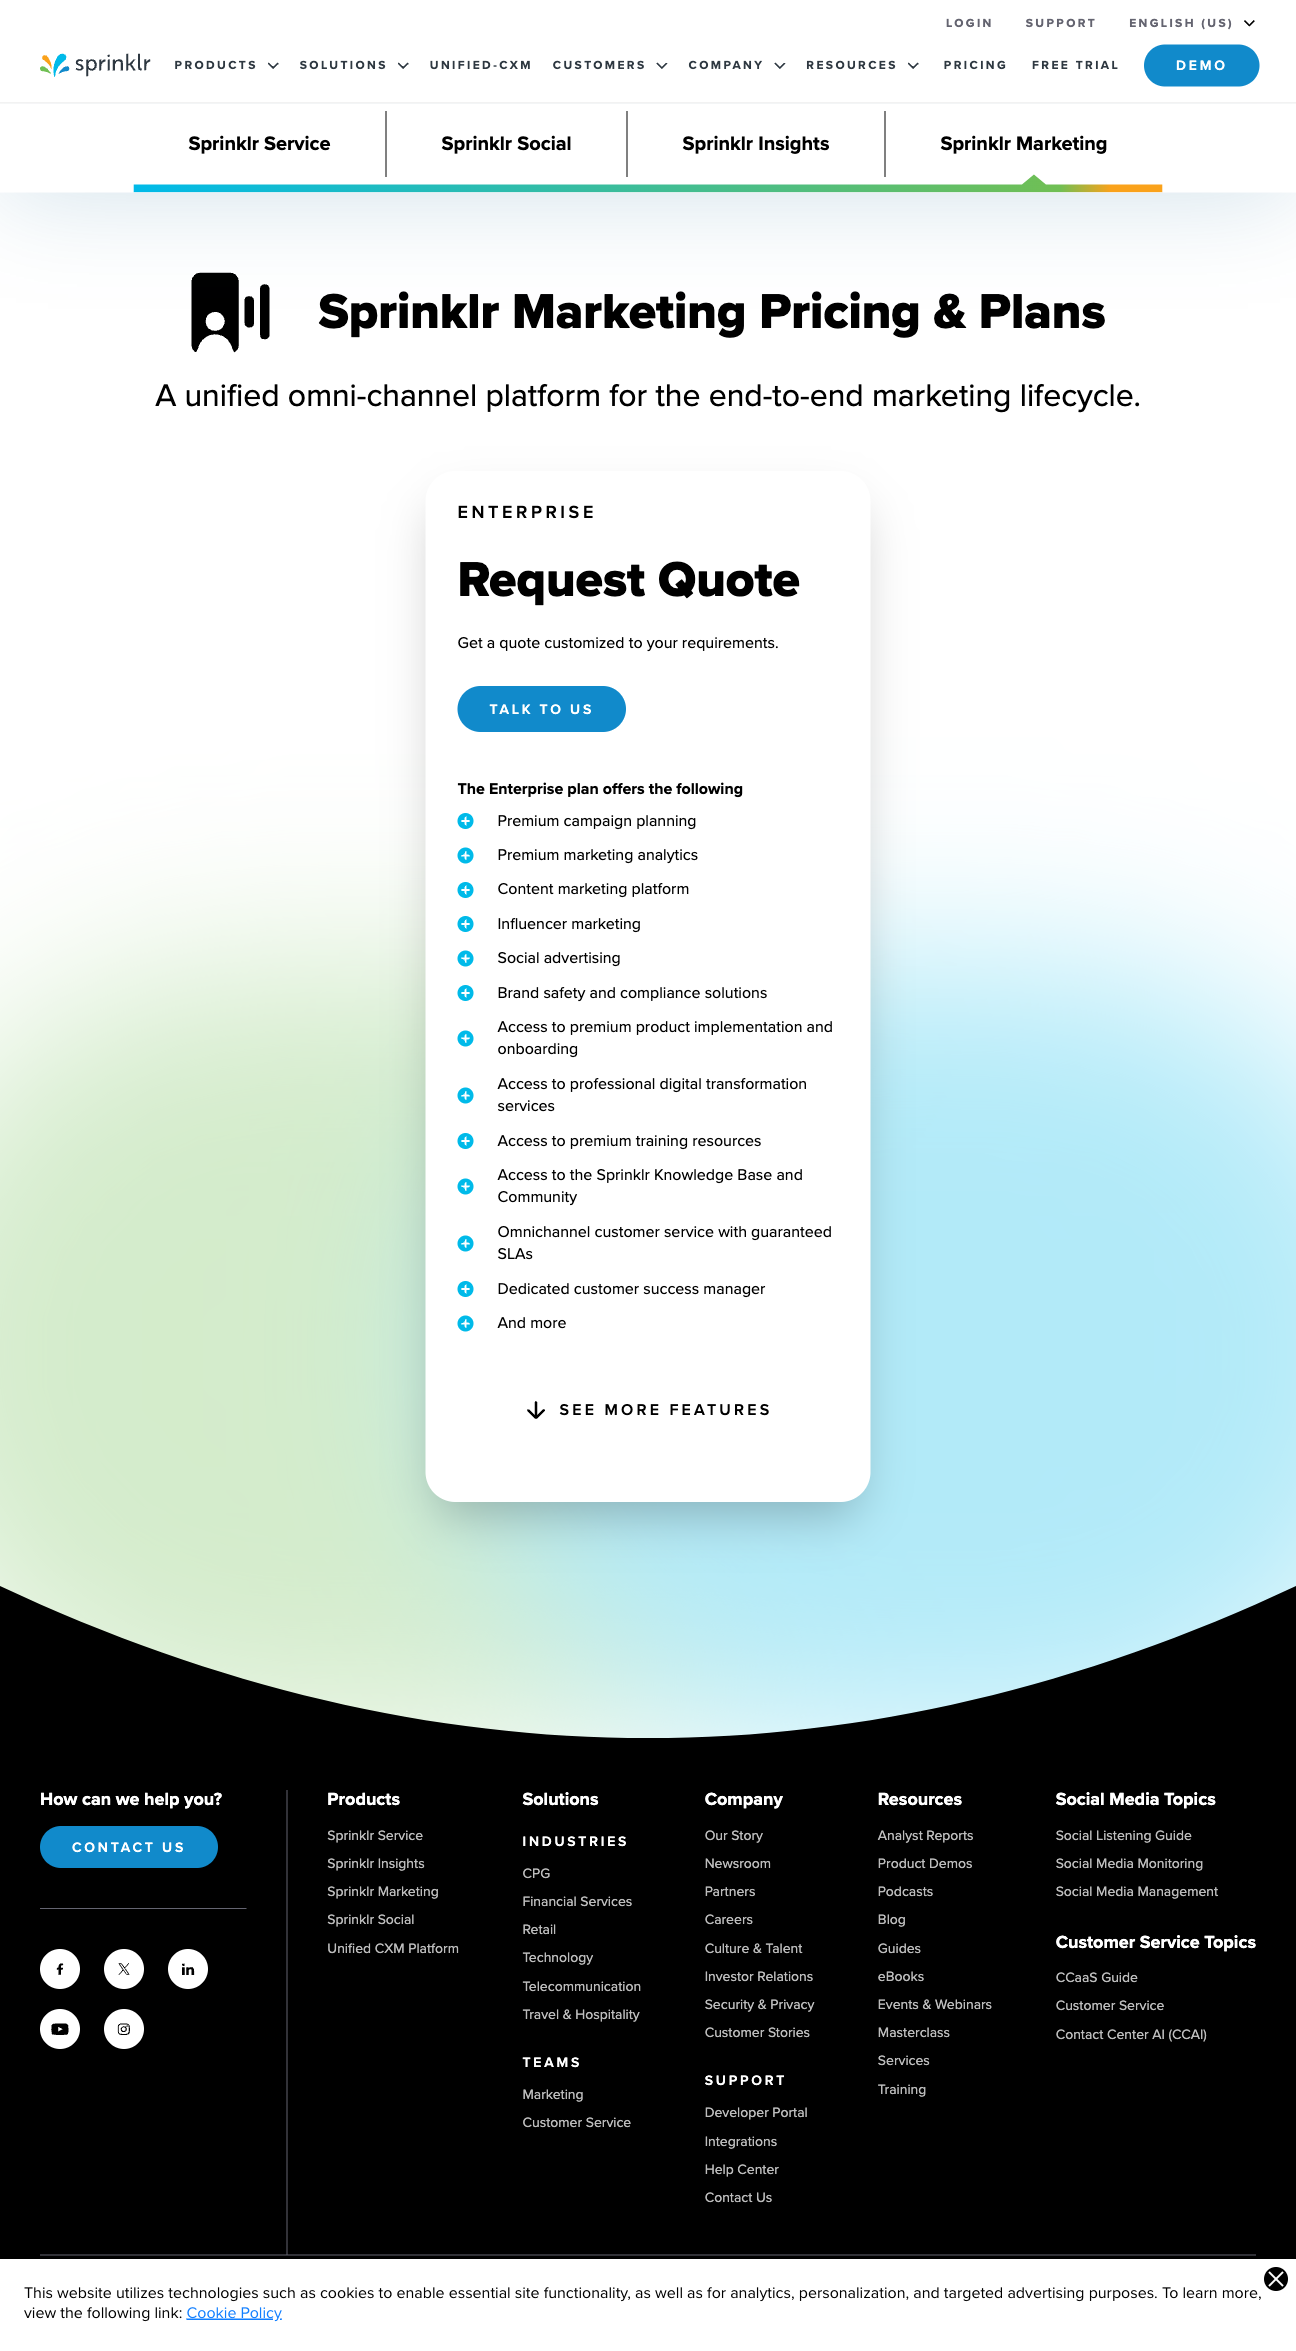 LOGIN SUPPORT ENGLISH (US)
sprinklr PRODUCTS SOLUTIONS UNIFIED-CXM CUSTOMERS COMPANY RESOURCES PRICING FREE TRIAL DEMO
Sprinklr Service Sprinklr Social Sprinklr Insights Sprinklr Marketing
Sprinklr Marketing Pricing & Plans
A unified omni-channel platform for the end-to-end marketing lifecycle.
ENTERPRISE
Request Quote
Get a quote customized to your requirements.
TALK TO US
The Enterprise plan offers the following
Premium campaign planning
Premium marketing analytics
Content marketing platform
Influencer marketing
Social advertising
Brand safety and compliance solutions
Access to premium product implementation and
onboarding
Access to professional digital transformation
services
Access to premium training resources
Access to the Sprinklr Knowledge Base and
Community
Omnichannel customer service with guaranteed
SLAs
Dedicated customer success manager
And more
SEE MORE FEATURES
How can we help you?
CONTACT US
Products
Sprinklr Service
Sprinklr Insights
Sprinklr Marketing
Sprinklr Social
Unified CXM Platform
Solutions
INDUSTRIES
CPG
Financial Services
Retail
Technology
Telecommunication
Travel & Hospitality
TEAMS
Marketing
Customer Service
Company
Our Story
Newsroom
Partners
Careers
Culture & Talent
Investor Relations
Security & Privacy
Customer Stories
SUPPORT
Developer Portal
Integrations
Help Center
Contact Us
Resources
Analyst Reports
Product Demos
Podcasts
Blog
Guides
eBooks
Events & Webinars
Masterclass
Services
Training
Social Media Topics
Social Listening Guide
Social Media Monitoring
Social Media Management
Customer Service Topics
CCaaS Guide
Customer Service
Contact Center AI (CCAI)
This website utilizes technologies such as cookies to enable essential site functionality, as well as for analytics, personalization, and targeted advertising purposes. To learn more,
view the following link: Cookie Policy